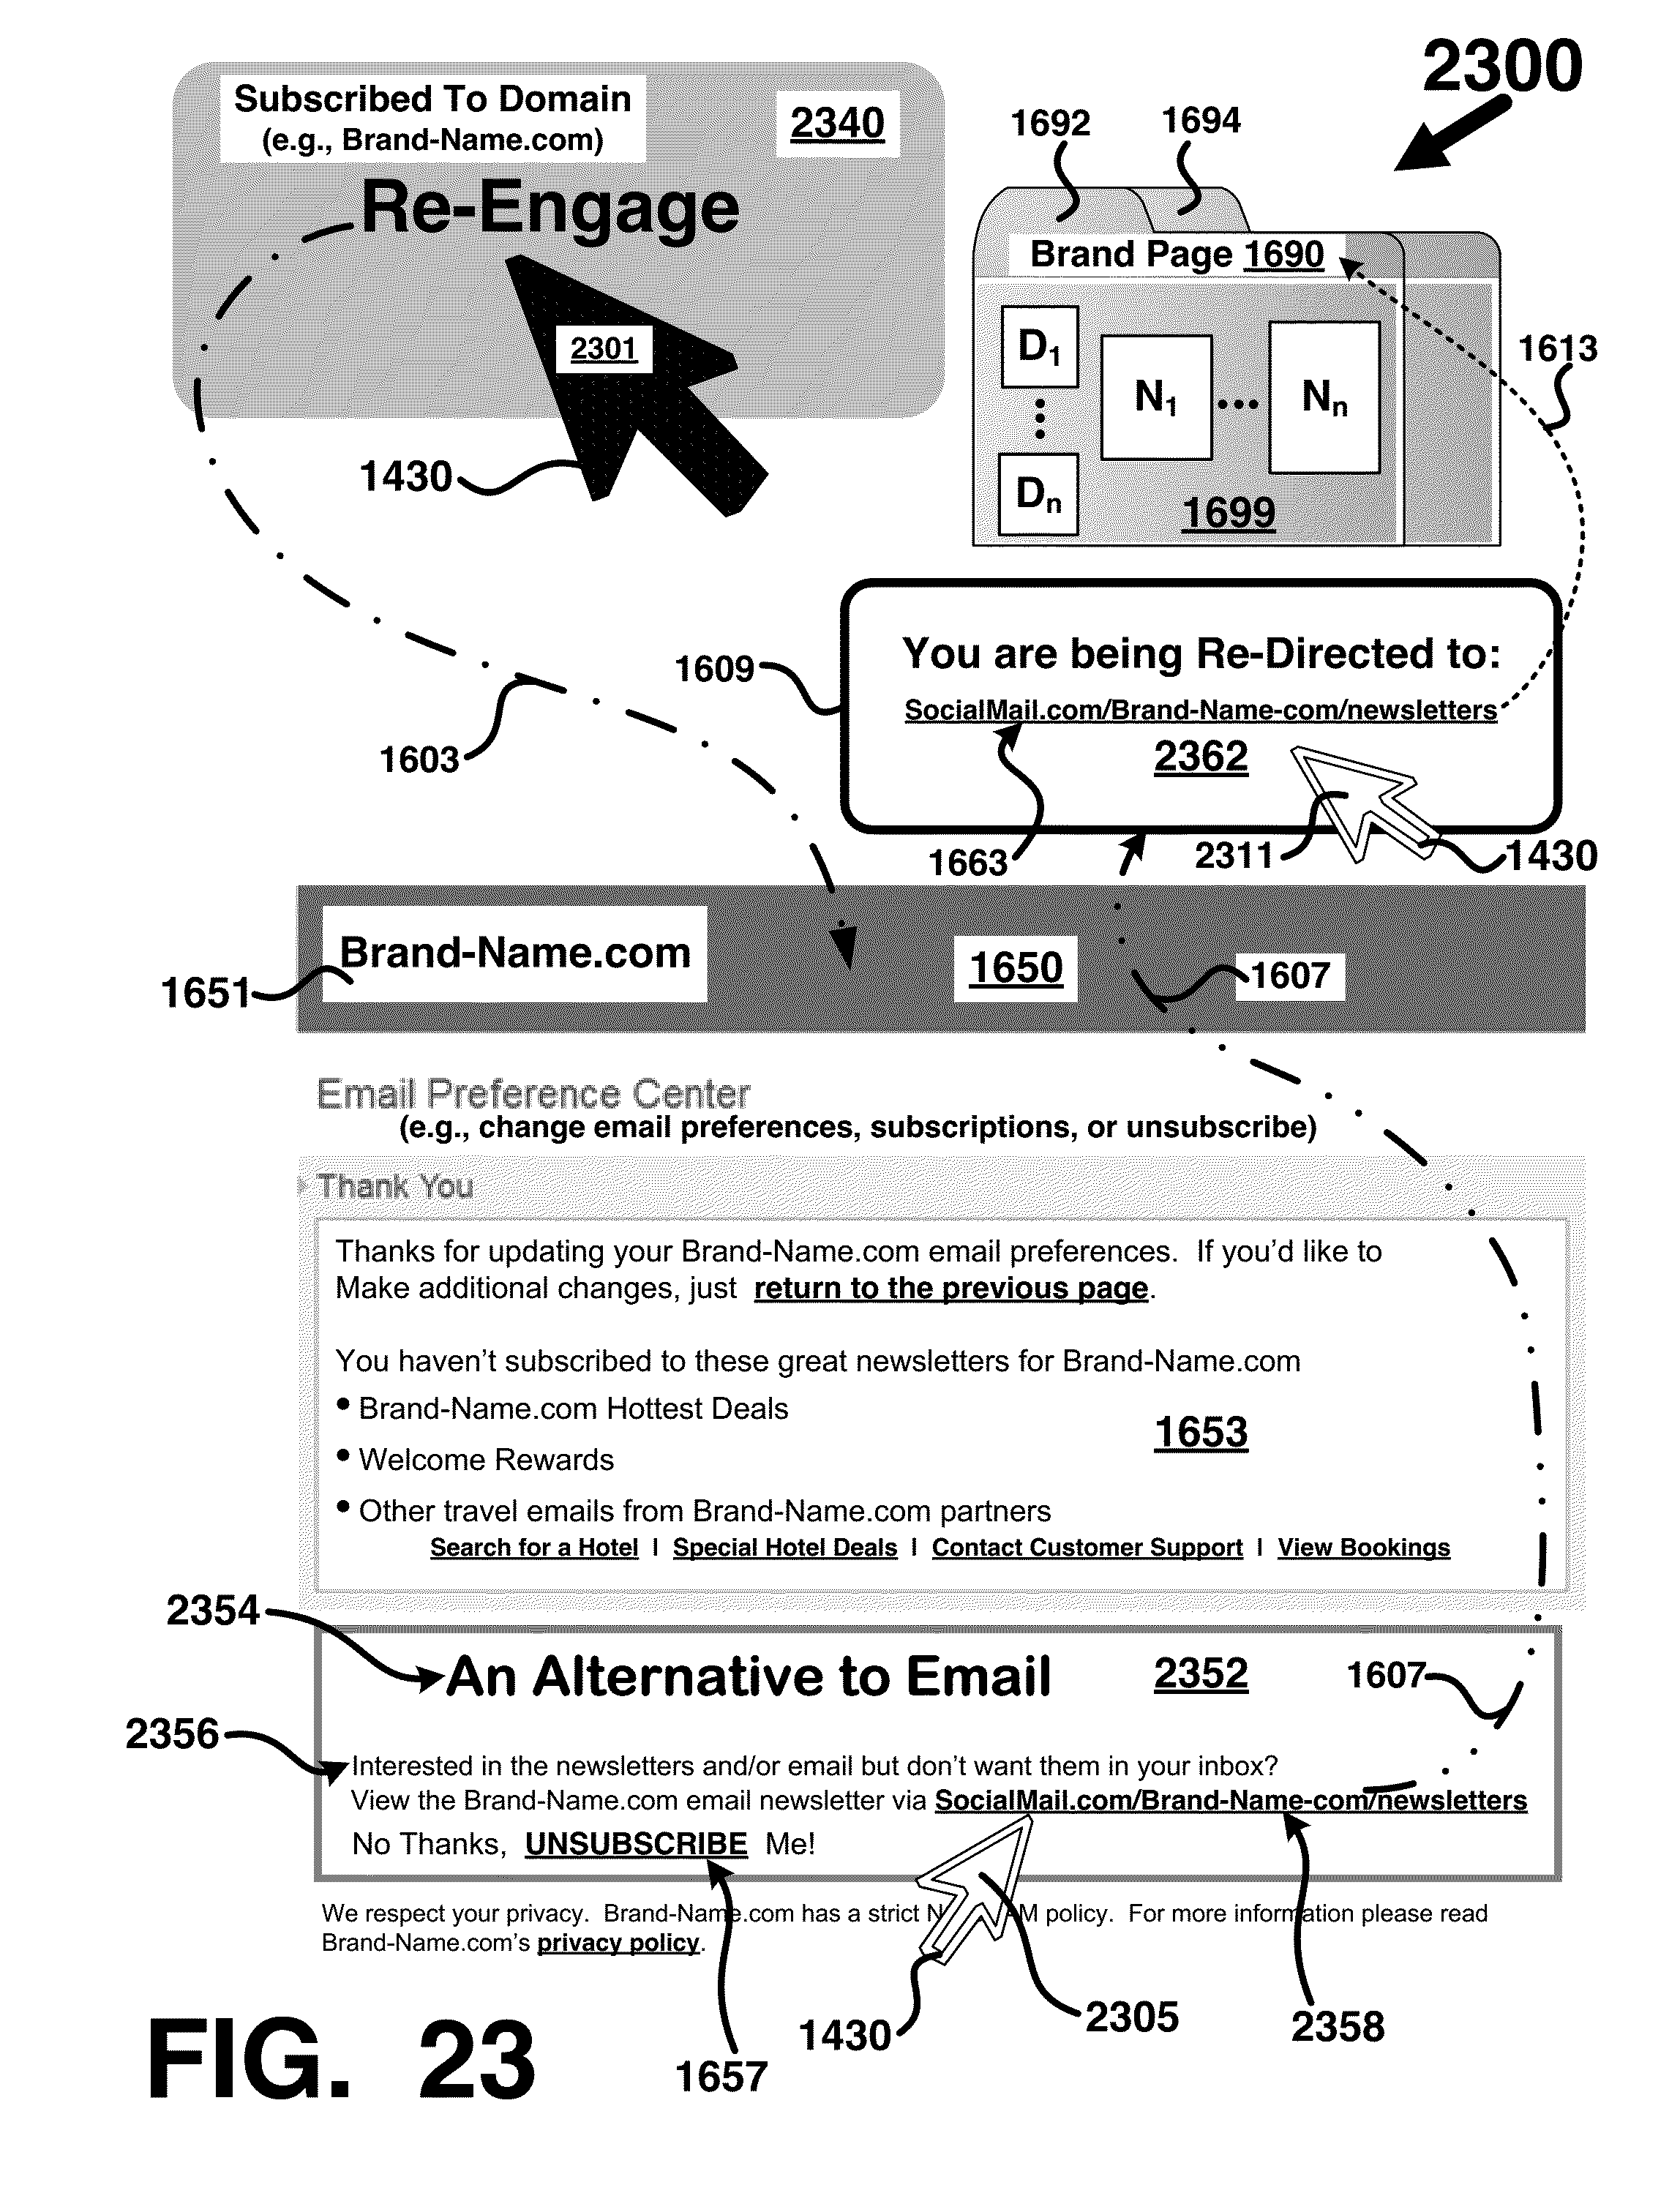 2300
Subscribed To Domain
(e.g., Brand-Name.com)
2340
Re-Engage
2301
1430
1692
1694
Brand Page 1690
D1
N1
Nn
Dn
1699
1613
1609
You are being Re-Directed to:
SocialMail.com/Brand-Name-com/newsletters
2362
1603
1663
2311
1430
Brand-Name.com
1650
1607
1651
Email Preference Center
(e.g., change email preferences, subscriptions, or unsubscribe)
Thank You
Thanks for updating your Brand-Name.com email preferences. If you'd like to
Make additional changes, just return to the previous page.
You haven't subscribed to these great newsletters for Brand-Name.com
• Brand-Name.com Hottest Deals
1653
• Welcome Rewards
• Other travel emails from Brand-Name.com partners
Search for a Hotel I Special Hotel Deals I Contact Customer Support I View Bookings
2354
An Alternative to Email
2352
1607
2356
Interested in the newsletters and/or email but don't want them in your inbox?
View the Brand-Name.com email newsletter via SocialMail.com/Brand-Name-com/newsletters
No Thanks, UNSUBSCRIBE Me!
We respect your privacy. Brand-Name.com has a strict policy. For more information please read
Brand-Name.com's privacy policy.
1430
2305
2358
1657
FIG. 23